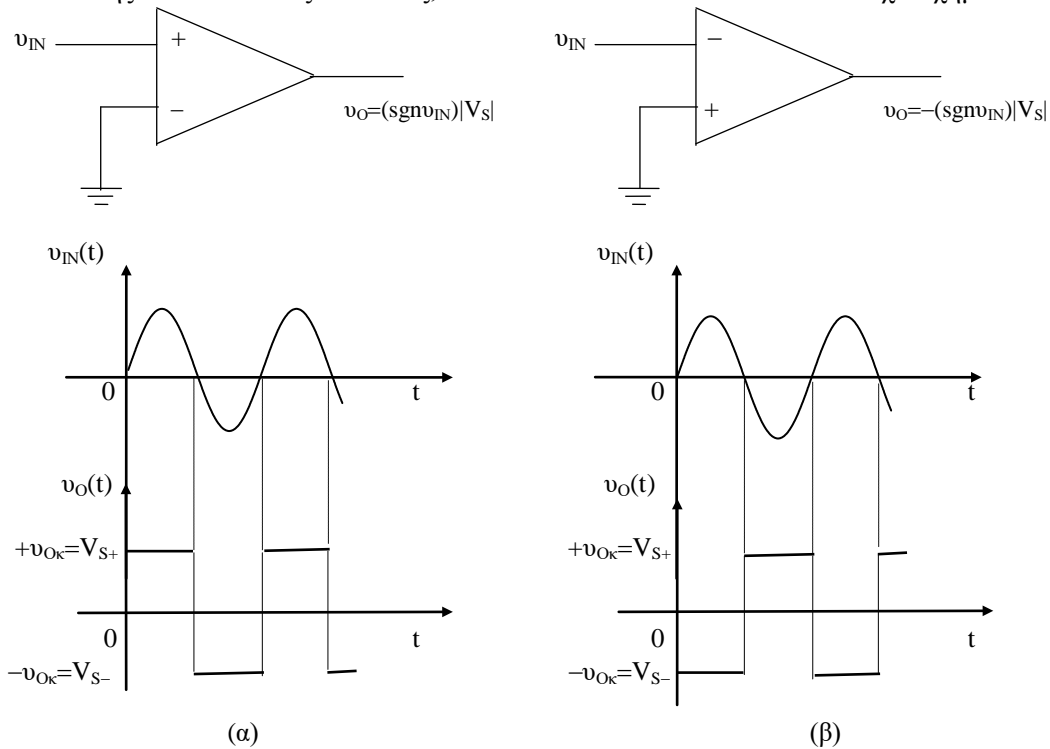 υIN
+
−
υO=(sgnυIN)|VS|
υIN
−
+
υO=−(sgnυIN)|VS|
υIN(t)
0
t
υO(t)
+υOκ=VS+
0
t
−υOκ=VS−
(α)
υIN(t)
0
t
υO(t)
+υOκ=VS+
0
t
−υOκ=VS−
(β)